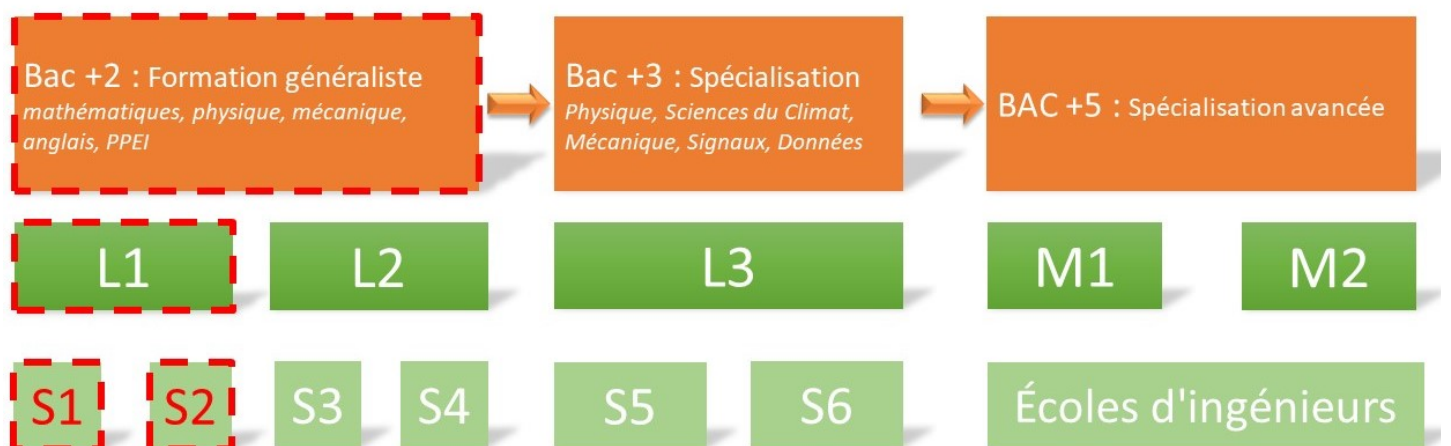 Bac +2 : Formation généraliste
mathématiques, physique, mécanique,
anglais, PPEI
Bac +3 : Spécialisation
Physique, Sciences du Climat,
Mécanique, Signaux, Données
BAC +5 : Spécialisation avancée
L1
L2
L3
M1
M2
S1
S2
S3
S4
S5
S6
Écoles d'ingénieurs